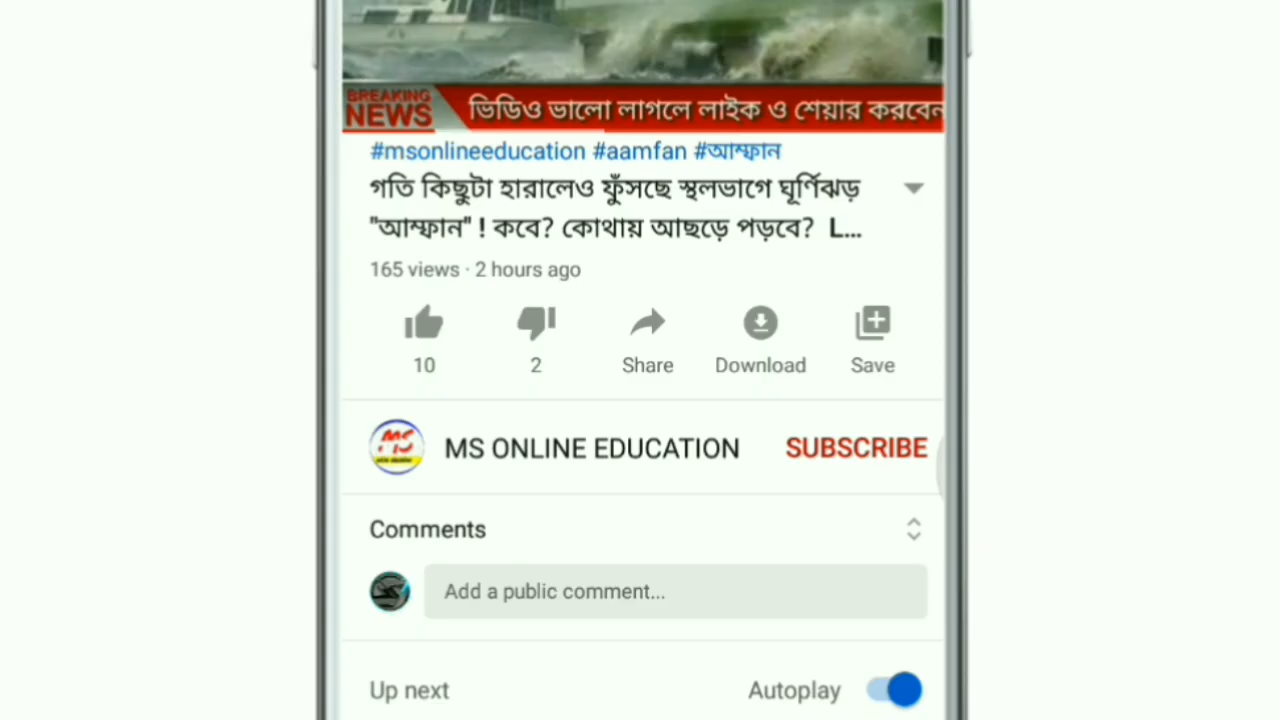 BREAKING
NEWS
ভিডিও ভালো লাগলে লাইক ও শেয়ার করবেন
#msonlineeducation #aamfan #আম্ফান
গতি কিছুটা হারালেও ফুঁসছে স্থলভাগে ঘূর্ণিঝড়
"আম্ফান" ! কবে? কোথায় আছড়ে পড়বে? L...
165 views · 2 hours ago
10
2
Share
Download
Save
MS
MS ONLINE EDUCATION
SUBSCRIBE
Comments
Add a public comment...
Up next
Autoplay